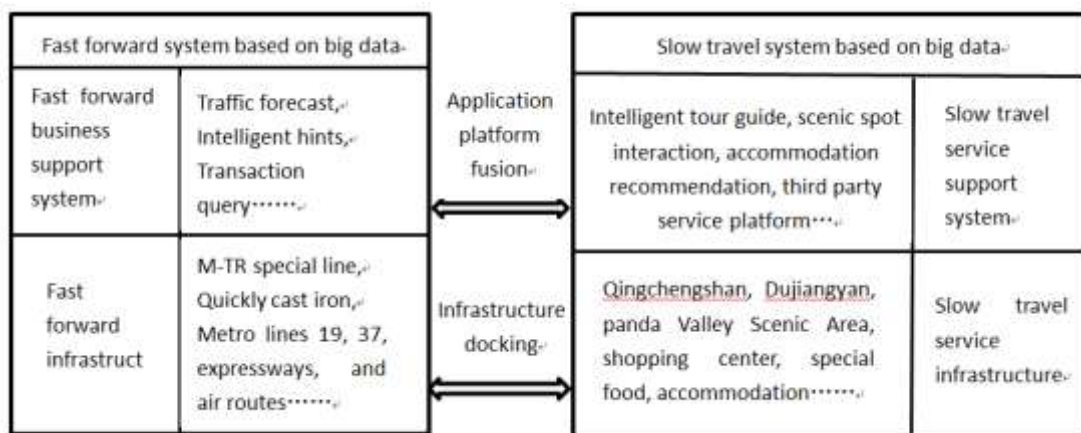 Fast forward system based on big data
Fast forward
business
support
system
Traffic forecast,
Intelligent hints,
Transaction
query……
Fast
forward
infrastruct
M-TR special line,
Quickly cast iron,
Metro lines 19, 37,
expressways, and
air routes……
Application
platform
fusion
Infrastructure
docking
Slow travel system based on big data
Intelligent tour guide, scenic spot
interaction, accommodation
recommendation, third party
service platform…
Slow travel
service
support
system
Qingchengshan, Dujiangyan,
panda Valley Scenic Area,
shopping center, special
food, accommodation……
Slow travel
service
infrastructure